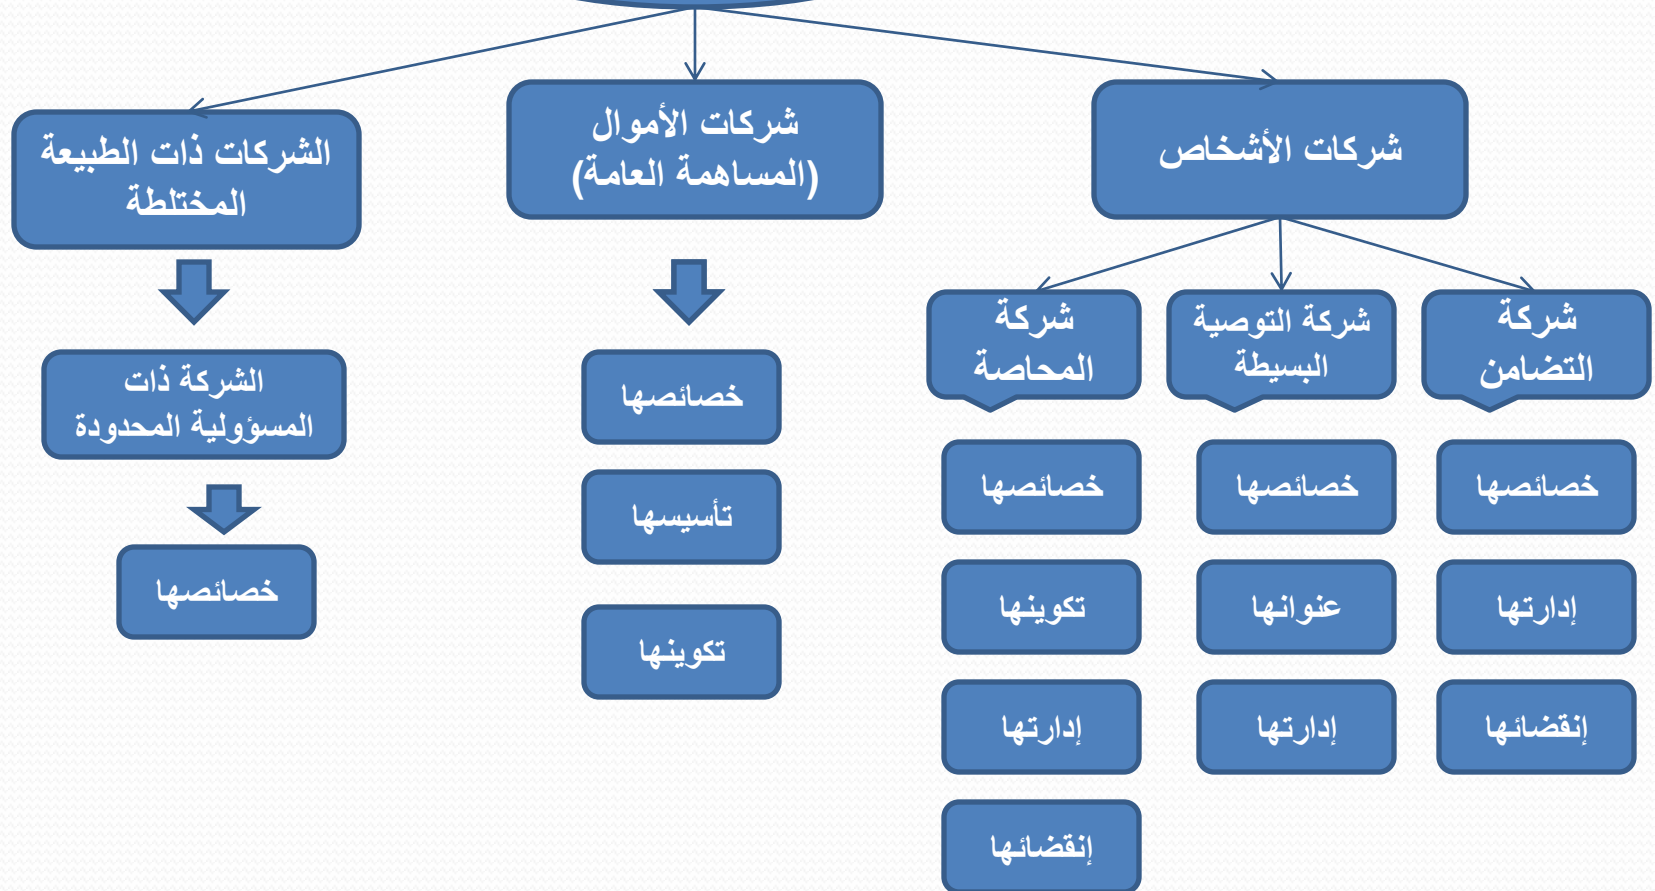 شركات الأشخاص
شركات الأموال
(المساهمة العامة)
الشركات ذات الطبيعة
المختلطة
شركة
التضامن
شركة التوصية
البسيطة
شركة
المحاصة
خصائصها
إدارتها
إنقضائها
خصائصها
عنوانها
إدارتها
خصائصها
تكوينها
إدارتها
إنقضائها
خصائصها
تأسيسها
تكوينها
الشركة ذات
المسؤولية المحدودة
خصائصها